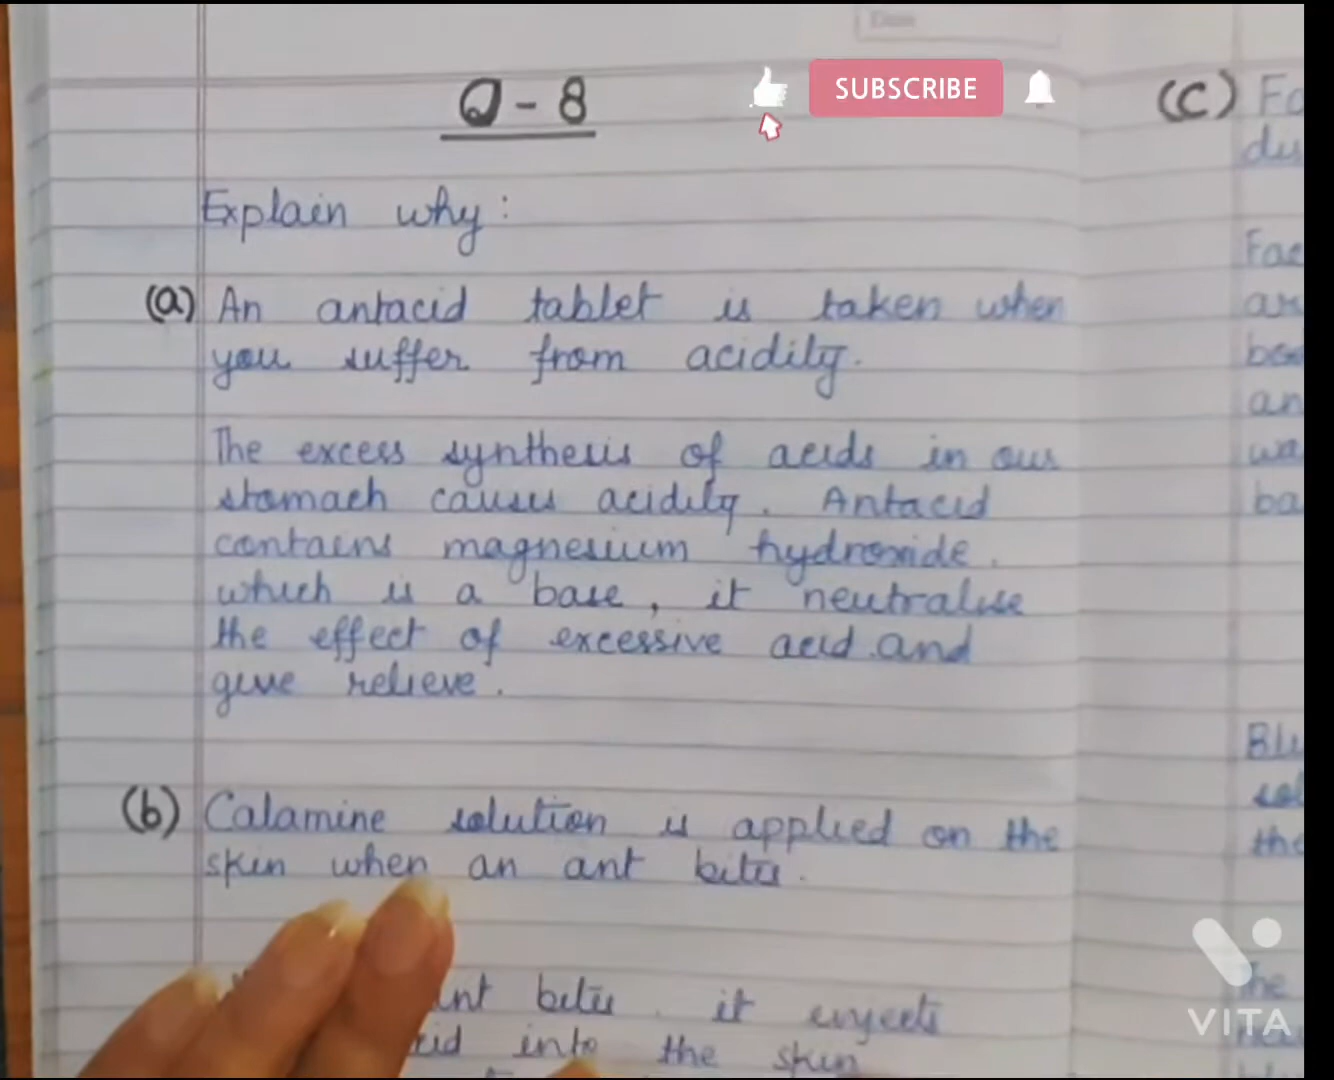 Date
Q-8
SUBSCRIBE
Explain why:
(a) An antacid tablet is taken when
you suffer from acidity.
The excess synthesis of acids in our
stomach causes acidity. Antacid
contains magnesium hydroxide.
which is a base, it neutralise
the effect of excessive acid and
give relieve.
(b) Calamine solution is applied on the
skin when an ant bites.
ant bites. it enjects
into the skin
(C)
VITA